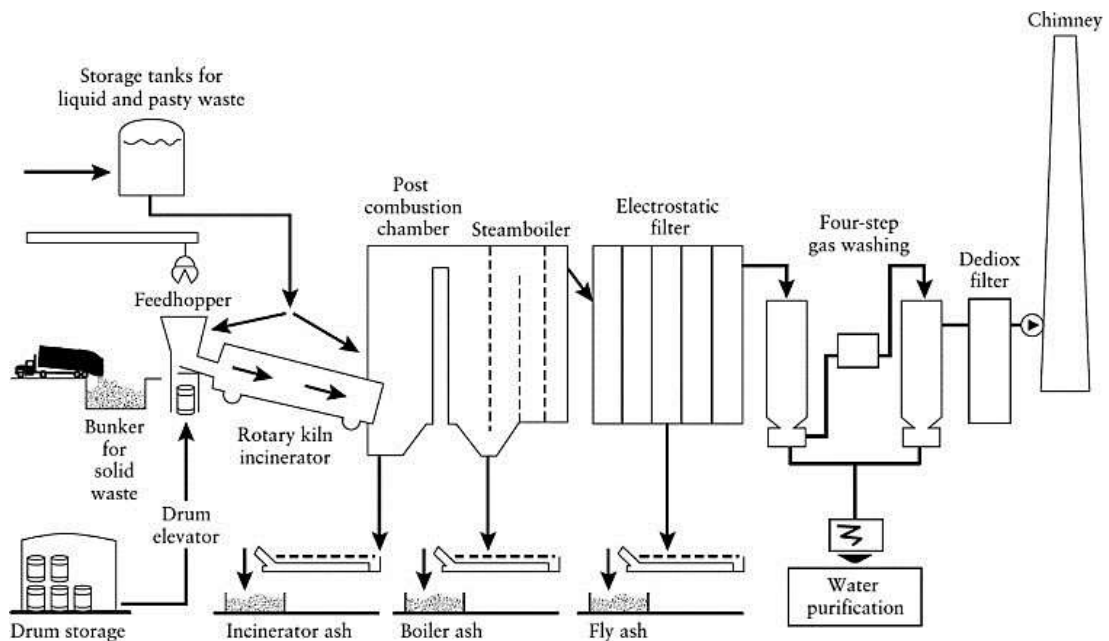 Chimney
Storage tanks for
liquid and pasty waste
Post
combustion
chamber
Steamboiler
Electrostatic
filter
Four-step
gas washing
Dediox
filter
Feedhopper
Bunker
for
solid
waste
Rotary kiln
incinerator
Drum
elevator
Water
purification
Drum storage
Incinerator ash
Boiler ash
Fly ash